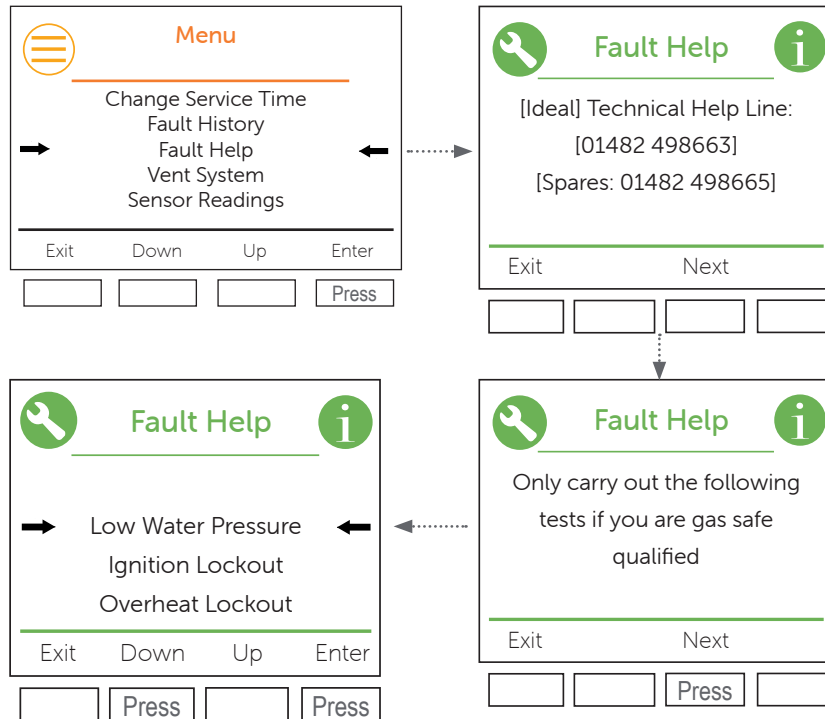 Menu
Change Service Time
Fault History
Fault Help
Vent System
Sensor Readings
Exit Down Up Enter
Press
i
Fault Help
[Ideal] Technical Help Line:
[01482 498663]
[Spares: 01482 498665]
Exit Next
Fault Help
i
Only carry out the following
tests if you are gas safe
qualified
Exit Next
Press
Fault Help
i
Low Water Pressure
Ignition Lockout
Overheat Lockout
Exit Down Up Enter
Press Press